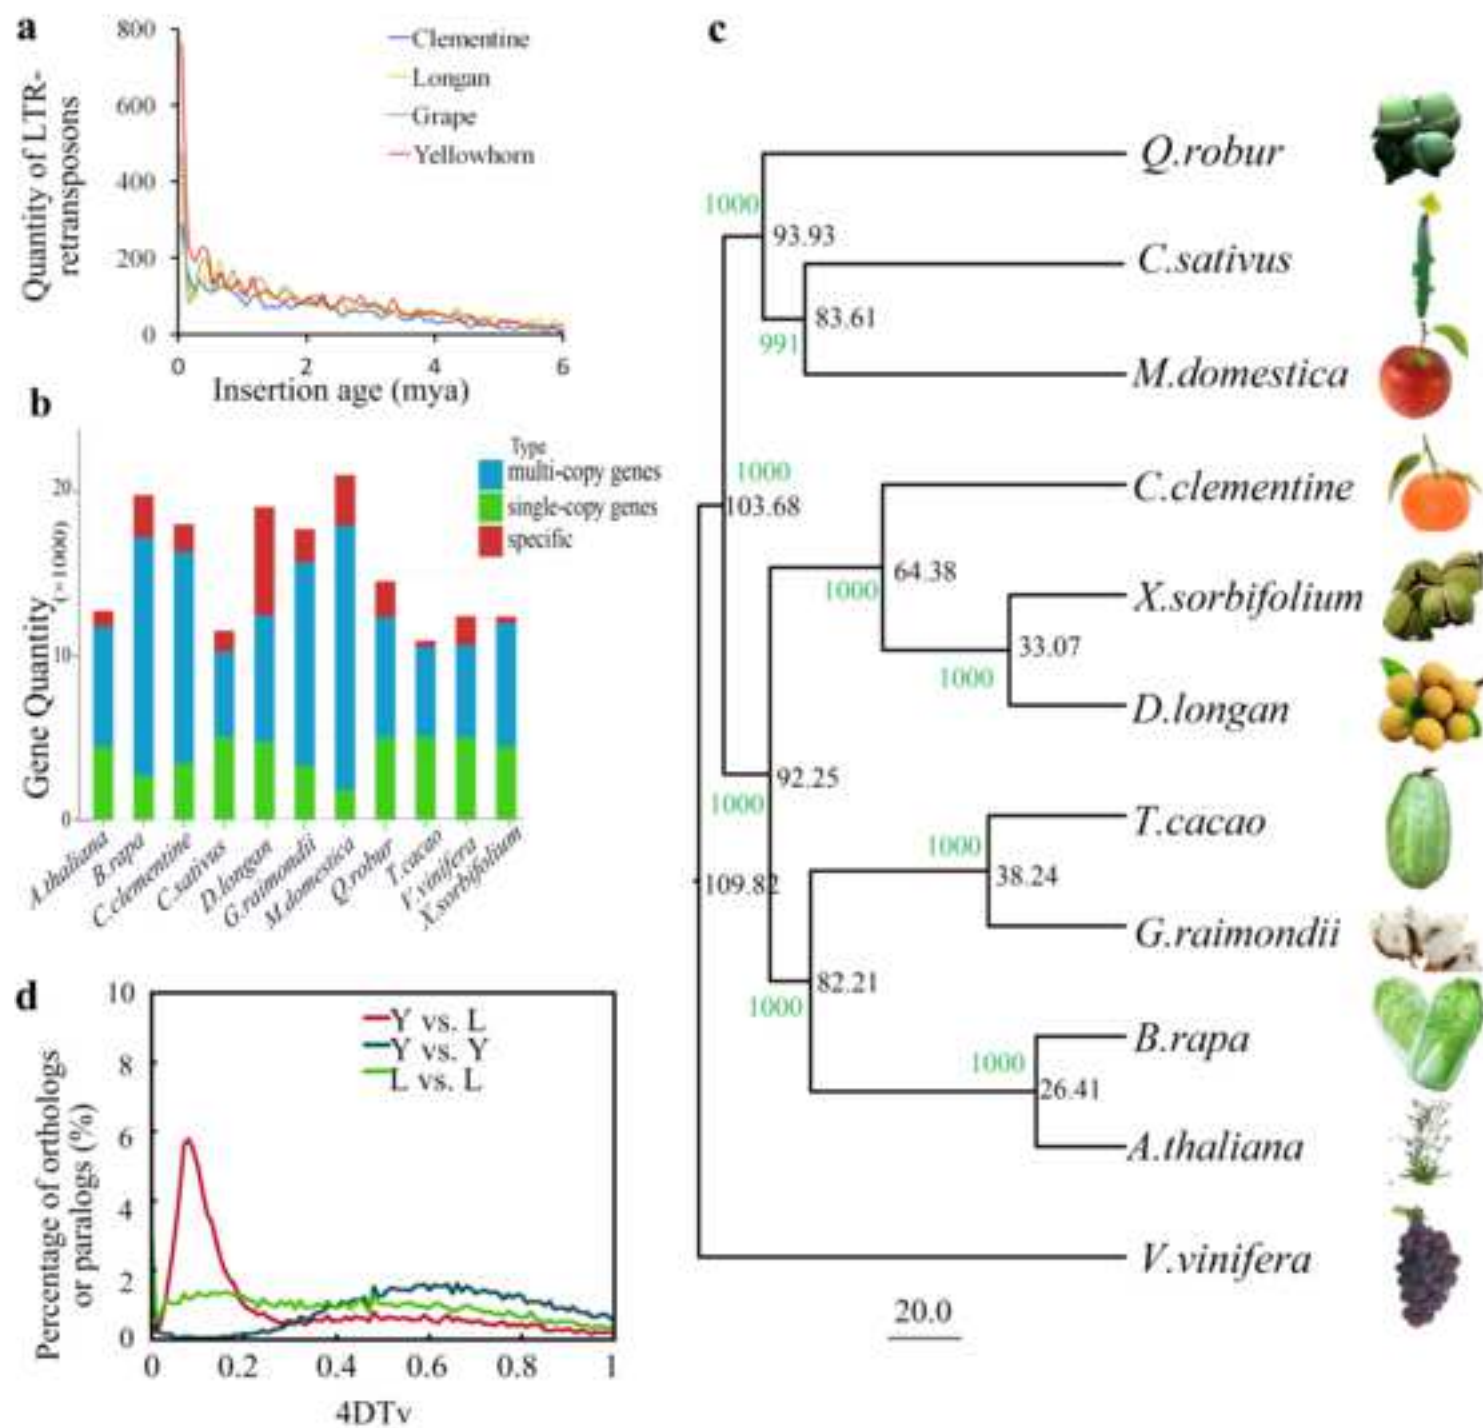 a
800
600
400
200
0
0
2
4
6
Quantity of LTR-
retransposons
Insertion age (mya)
Clementine
Longan
Grape
Yellowhorn
b
20
10
0
Gene Quantity (×1000)
Type
multi-copy genes
single-copy genes
specific
A.thaliana
B.rapa
C.clementine
C.sativus
D.longan
G.raimondii
M.domestica
Q.robur
T.cacao
V.vinifera
X.sorbifolium
c
Q.robur
1000
93.93
C.sativus
83.61
991
M.domestica
1000
103.68
C.clementine
64.38
1000
X.sorbifolium
33.07
1000
D.longan
92.25
1000
T.cacao
1000
38.24
109.82
G.raimondii
82.21
1000
B.rapa
1000
26.41
A.thaliana
V.vinifera
20.0
d
10
8
6
4
2
0
0
0.2
0.4
0.6
0.8
1
Percentage of orthologs
or paralogs (%)
4DTv
Y vs. L
Y vs. Y
L vs. L